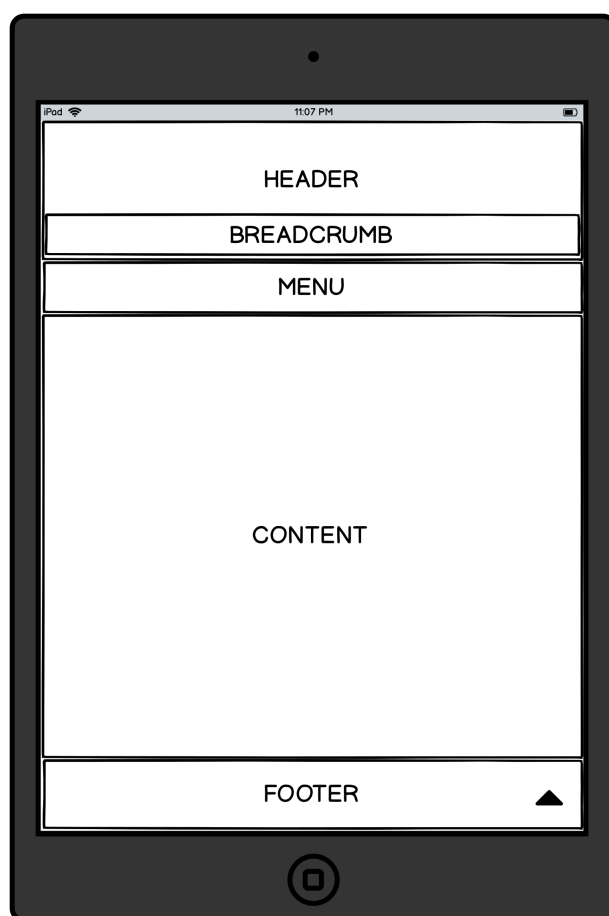 iPad 11:07 PM
HEADER
BREADCRUMB
MENU
CONTENT
FOOTER